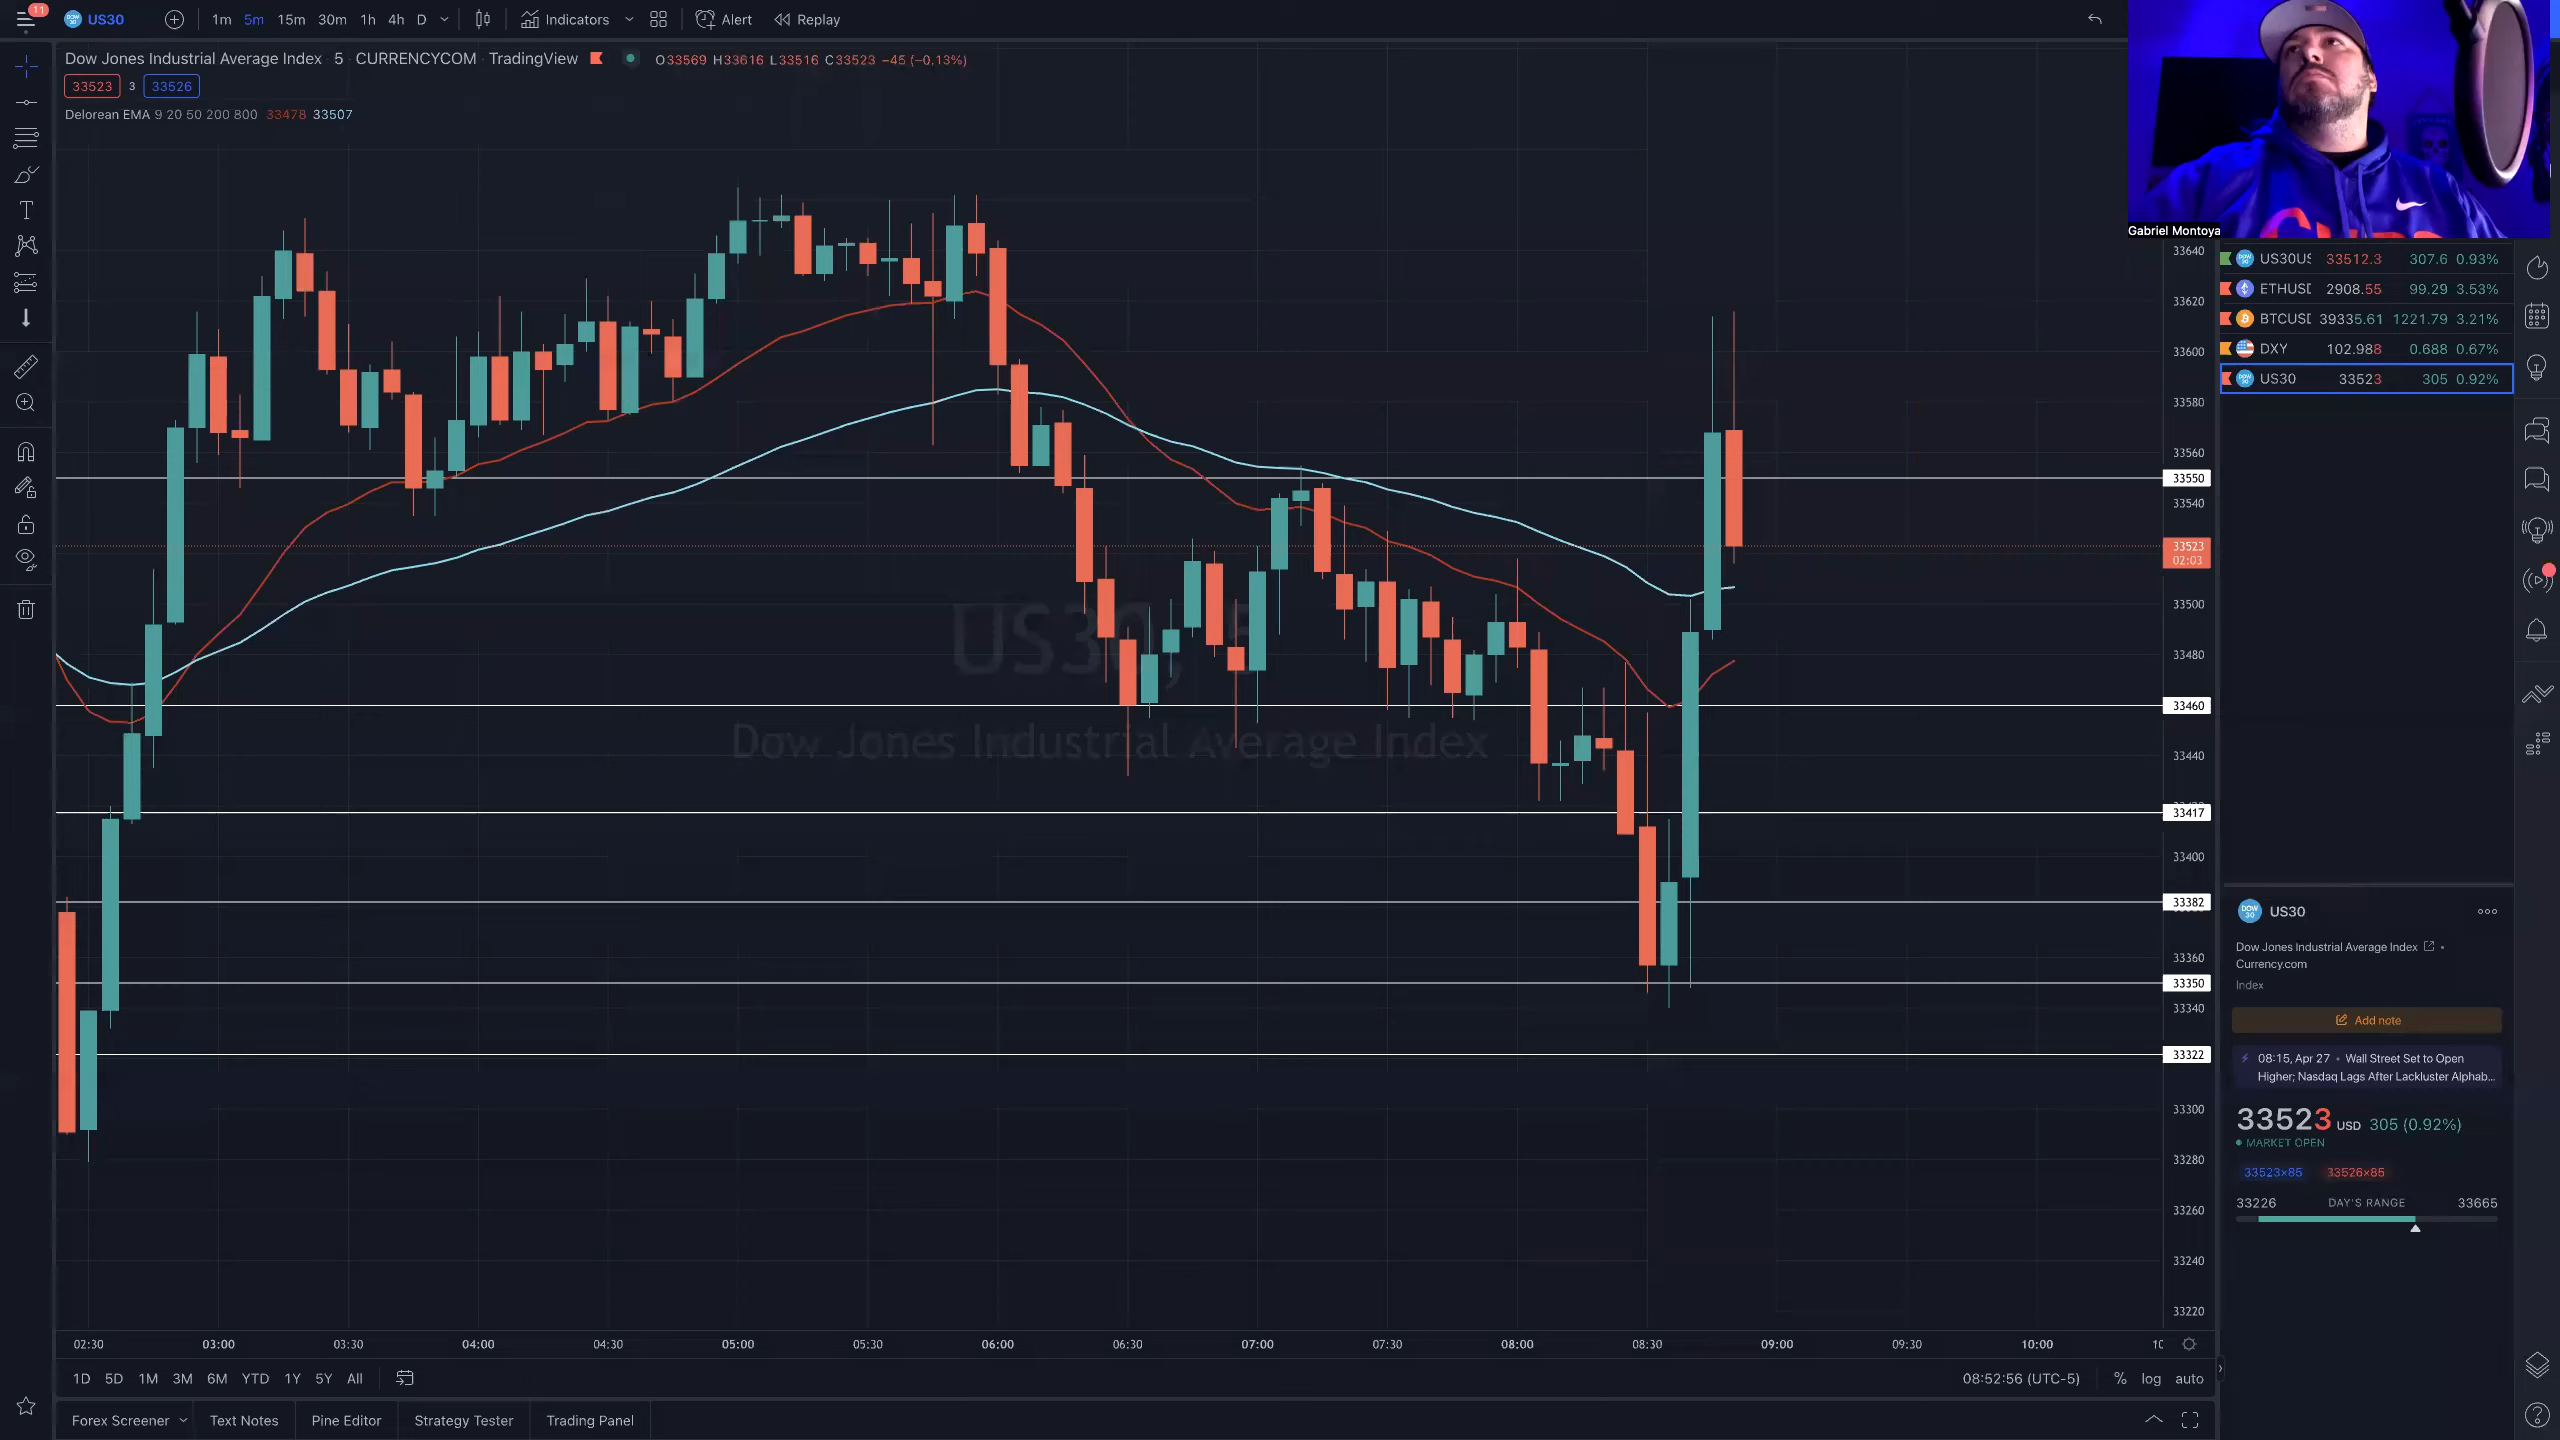 11
US30
1m 5m 15m 30m 1h 4h D
Indicators
Alert
Replay
Dow Jones Industrial Average Index · 5 · CURRENCYCOM · TradingView
O33569 H33616 L33516 C33523 −45 (−0.13%)
33523 3 33526
Delorean EMA 9 20 50 200 800 33478 33507
Gabriel Montoya
US30, 5
Dow Jones Industrial Average Index
33640
33620
33600
33580
33560
33550
33540
33523
02:03
33500
33480
33460
33440
33417
33400
33382
33360
33350
33340
33322
33300
33280
33260
33240
33220
02:30 03:00 03:30 04:00 04:30 05:00 05:30 06:00 06:30 07:00 07:30 08:00 08:30 09:00 09:30 10:00
1D 5D 1M 3M 6M YTD 1Y 5Y All
08:52:56 (UTC-5) % log auto
Forex Screener Text Notes Pine Editor Strategy Tester Trading Panel
33512.3 307.6 0.93%
2908.55 99.29 3.53%
39335.61 1221.79 3.21%
DXY 102.988 0.688 0.67%
US30 33523 305 0.92%
DOW
30
US30
Dow Jones Industrial Average Index
Currency.com
Index
Add note
08:15, Apr 27 • Wall Street Set to Open
Higher; Nasdaq Lags After Lackluster Alphab...
33523 USD 305 (0.92%)
MARKET OPEN
33523×85 33526×85
33226 DAY'S RANGE 33665